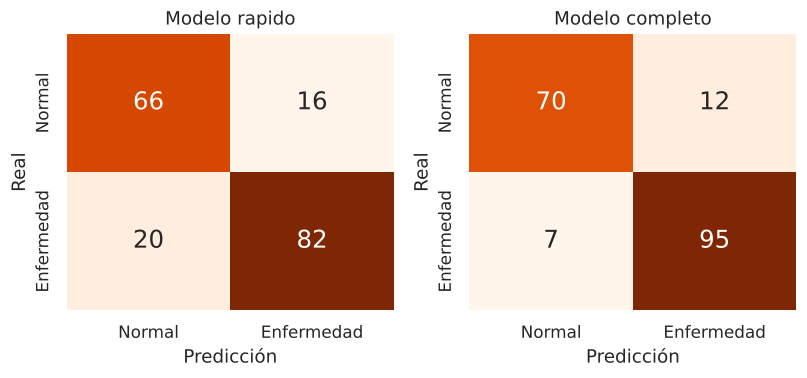 Modelo rapido
Real
Normal
66 16
Enfermedad
20 82
Normal Enfermedad
Predicción
Modelo completo
Real
Normal
70 12
Enfermedad
7 95
Normal Enfermedad
Predicción